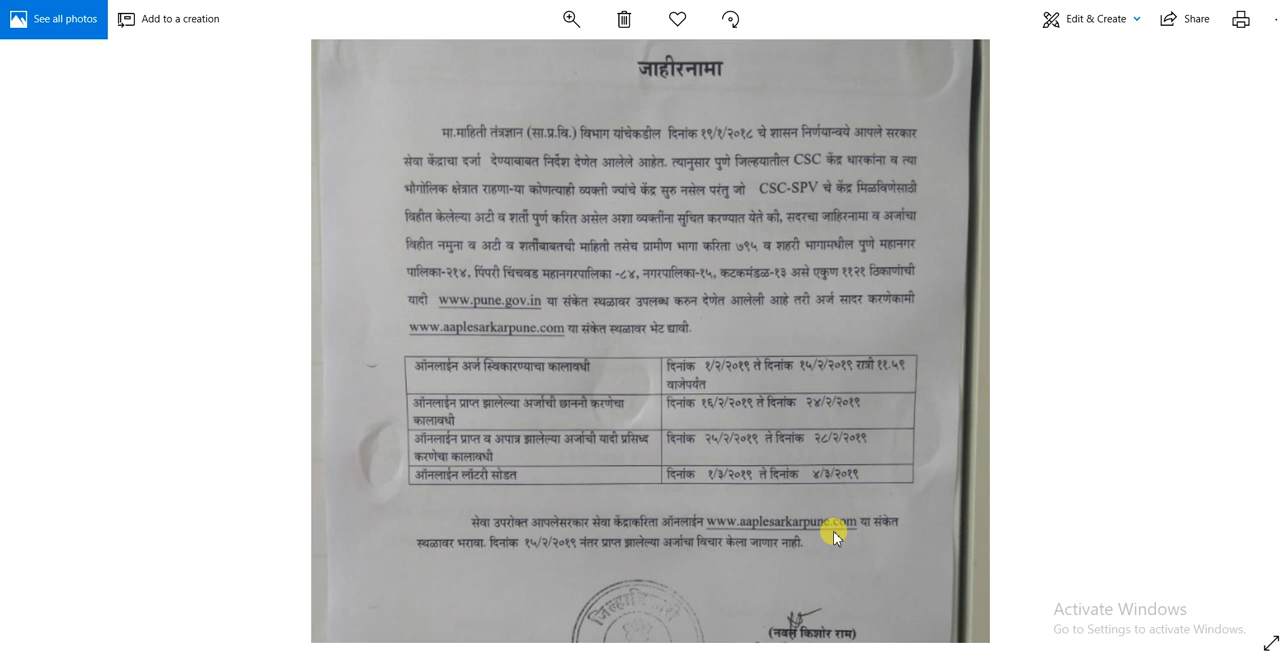 See all photos
Add to a creation
Edit & Create
Share
जाहीरनामा
मा.माहिती तंत्रज्ञान (सा.प्र.वि.) विभाग यांचेकडील दिनांक १९/१/२०१८ चे शासन निर्णयान्वये आपले सरकार
सेवा केंद्राचा दर्जा देण्याबाबत निर्देश देणेत आलेले आहेत. त्यानुसार पुणे जिल्हयातील CSC केंद्र धारकांना व त्या
भौगोलिक क्षेत्रात राहणा-या कोणत्याही व्यक्ती ज्यांचे केंद्र सुरु नसेल परंतु जो CSC-SPV चे केंद्र मिळविणेसाठी
विहीत केलेल्या अटी व शर्ती पुर्ण करित असेल अशा व्यक्तींना सुचित करण्यात येते की, सदरचा जाहिरनामा व अर्जाचा
विहीत नमुना व अटी व शर्तीबाबतची माहिती तसेच ग्रामीण भागा करिता ७९५ व शहरी भागामधील पुणे महानगर
पालिका-२१४, पिंपरी चिंचवड महानगरपालिका -८४, नगरपालिका-१५, कटकमंडळ-१३ असे एकुण ११२१ ठिकाणांची
यादी www.pune.gov.in या संकेत स्थळावर उपलब्ध करुन देणेत आलेली आहे तरी अर्ज सादर करणेकामी
www.aaplesarkarpune.com या संकेत स्थळावर भेट द्यावी.
ऑनलाईन अर्ज स्विकारण्याचा कालावधी दिनांक १/२/२०१९ ते दिनांक १५/२/२०१९ रात्री ११.५९
वाजेपर्यंत
ऑनलाईन प्राप्त झालेल्या अर्जाची छाननी करणेचा दिनांक १६/२/२०१९ ते दिनांक २४/२/२०१९
कालावधी
ऑनलाईन प्राप्त व अपात्र झालेल्या अर्जाची यादी प्रसिध्द दिनांक २५/२/२०१९ ते दिनांक २८/२/२०१९
करणेचा कालावधी
ऑनलाईन लॉटरी सोडत दिनांक १/३/२०१९ ते दिनांक ४/३/२०१९
सेवा उपरोक्त आपलेसरकार सेवा केंद्राकरिता ऑनलाईन www.aaplesarkarpune.com या संकेत
स्थळावर भरावा. दिनांक १५/२/२०१९ नंतर प्राप्त झालेल्या अर्जाचा विचार केला जाणार नाही.
जिल्हाधिकारी
(नवल किशोर राम)
Activate Windows
Go to Settings to activate Windows.